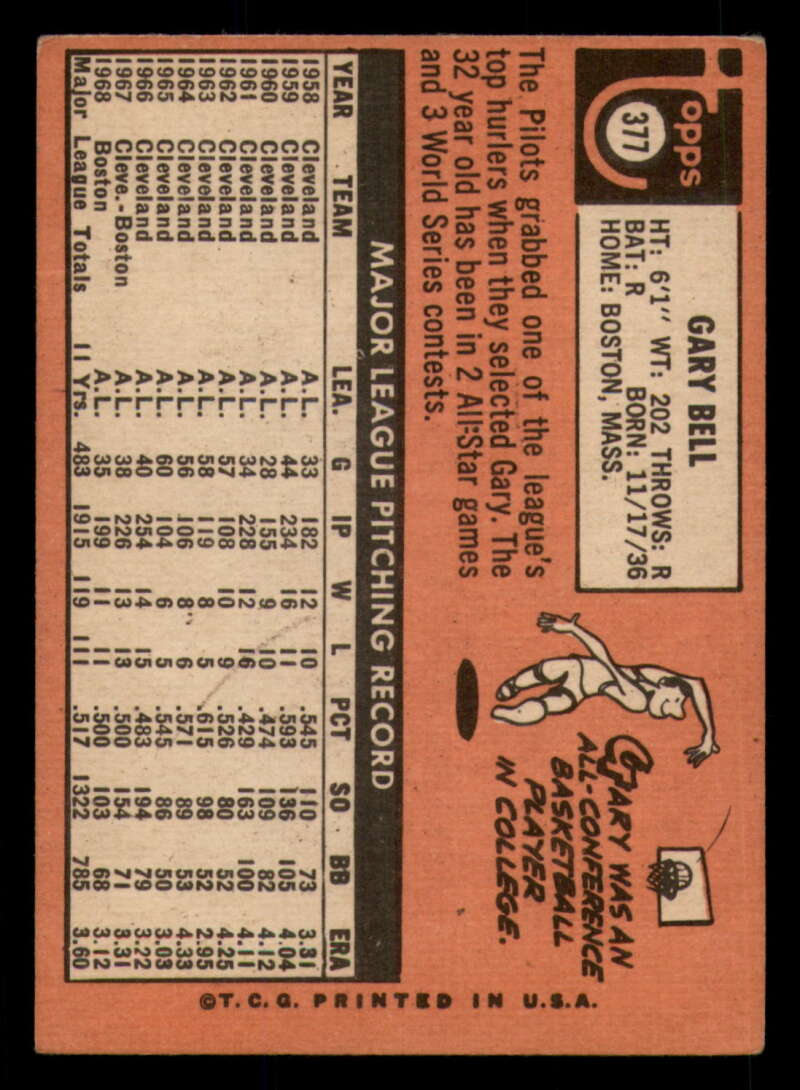 Topps
377
GARY BELL
HT: 6'1" WT: 202 THROWS: R
BAT: R BORN: 11/17/36
HOME: BOSTON, MASS.
The Pilots grabbed one of the league's
top hurlers when they selected Gary. The
32 year old has been in 2 All-Star games
and 3 World Series contests.
GARY WAS AN
ALL-CONFERENCE
BASKETBALL
PLAYER
IN COLLEGE.
MAJOR LEAGUE PITCHING RECORD
YEAR TEAM LEA. G IP W L PCT SO BB ERA
1958 Cleveland A.L. 33 182 12 10 .545 110 73 3.31
1959 Cleveland A.L. 44 234 16 11 .593 136 105 4.04
1960 Cleveland A.L. 28 155 9 10 .474 109 82 4.12
1961 Cleveland A.L. 34 228 12 16 .429 163 100 4.11
1962 Cleveland A.L. 57 108 10 9 .526 80 52 4.25
1963 Cleveland A.L. 58 119 8 5 .615 98 52 2.95
1964 Cleveland A.L. 56 106 8 6 .571 89 53 4.33
1965 Cleveland A.L. 60 104 6 5 .545 86 50 3.03
1966 Cleveland A.L. 40 254 14 15 .483 194 79 3.22
1967 Cleve.-Boston A.L. 38 226 13 13 .500 154 71 3.31
1968 Boston A.L. 35 199 11 11 .500 103 68 3.12
Major League Totals 11 Yrs. 483 1915 119 111 .517 1322 785 3.60
©T.C.G. PRINTED IN U.S.A.